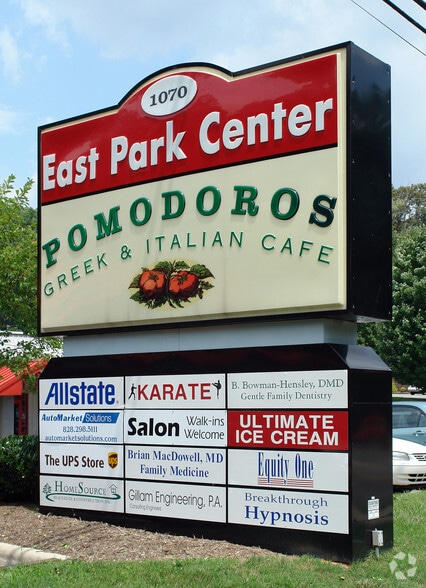 1070
East Park Center
POMODOROS
GREEK & ITALIAN CAFE
Allstate
KARATE
B. Bowman-Hensley, DMD
Gentle Family Dentistry
AutoMarket Solutions
828.298.5111
automarketsolutions.com
Salon Walk-ins
Welcome
ULTIMATE
ICE CREAM
The UPS Store
ups
Brian MacDowell, MD
Family Medicine
Equity One
HOMESOURCE
Gillam Engineering, P.A.
Consulting Engineers
Breakthrough
Hypnosis